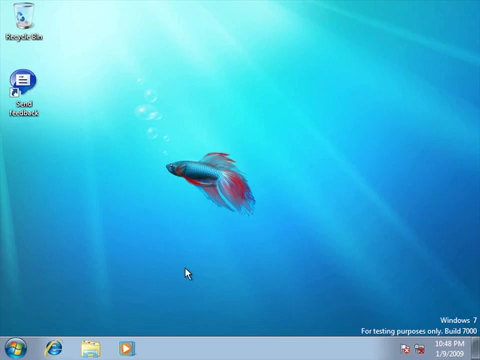 Recycle Bin
Send
feedback
Windows 7
For testing purposes only. Build 7000
10:48 PM
1/9/2009